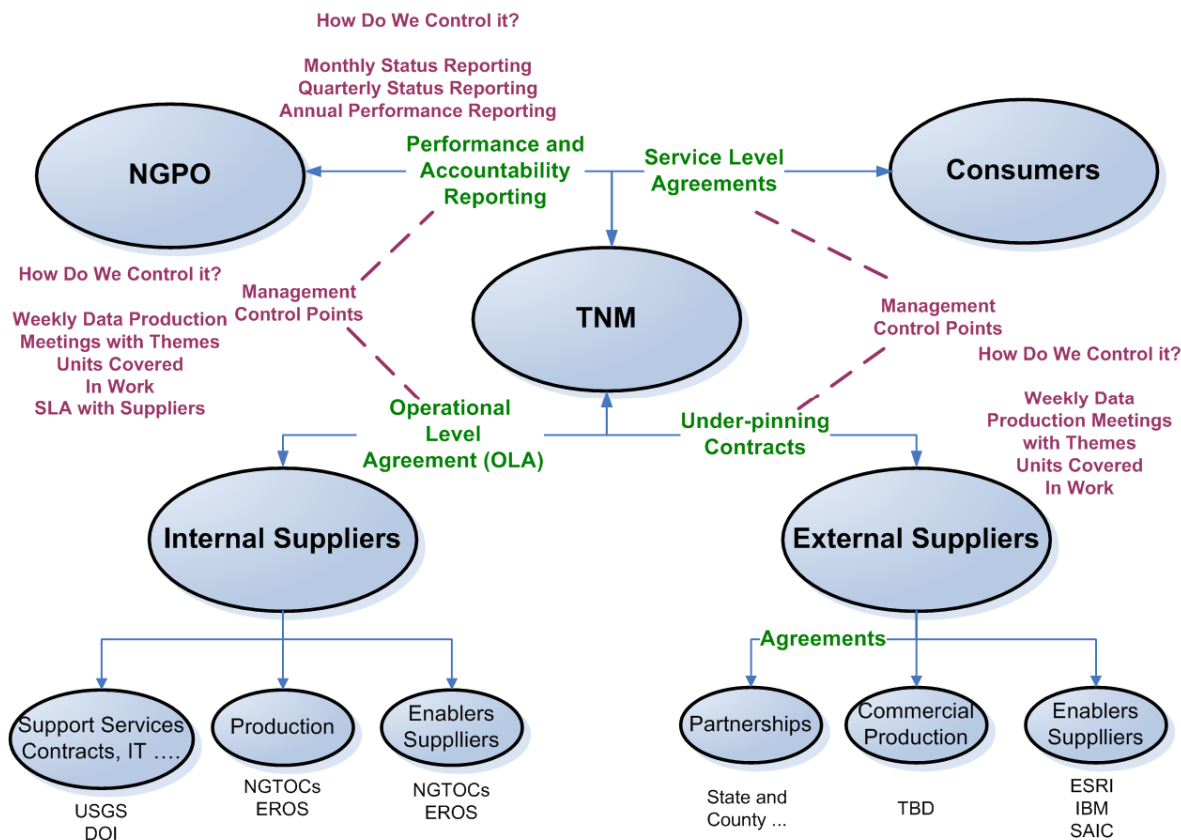 How Do We Control it?
Monthly Status Reporting
Quarterly Status Reporting
Annual Performance Reporting
NGPO
Performance and
Accountability
Reporting
Service Level
Agreements
Consumers
How Do We Control it?
Weekly Data Production
Meetings with Themes
Units Covered
In Work
SLA with Suppliers
Management
Control Points
TNM
Management
Control Points
How Do We Control it?
Weekly Data
Production Meetings
with Themes
Units Covered
In Work
Operational
Level
Agreement (OLA)
Under-pinning
Contracts
Internal Suppliers
External Suppliers
Agreements
Support Services
Contracts, IT ....
USGS
DOI
Production
NGTOCs
EROS
Enablers
Supplliers
NGTOCs
EROS
Partnerships
State and
County ...
Commercial
Production
TBD
Enablers
Supplliers
ESRI
IBM
SAIC